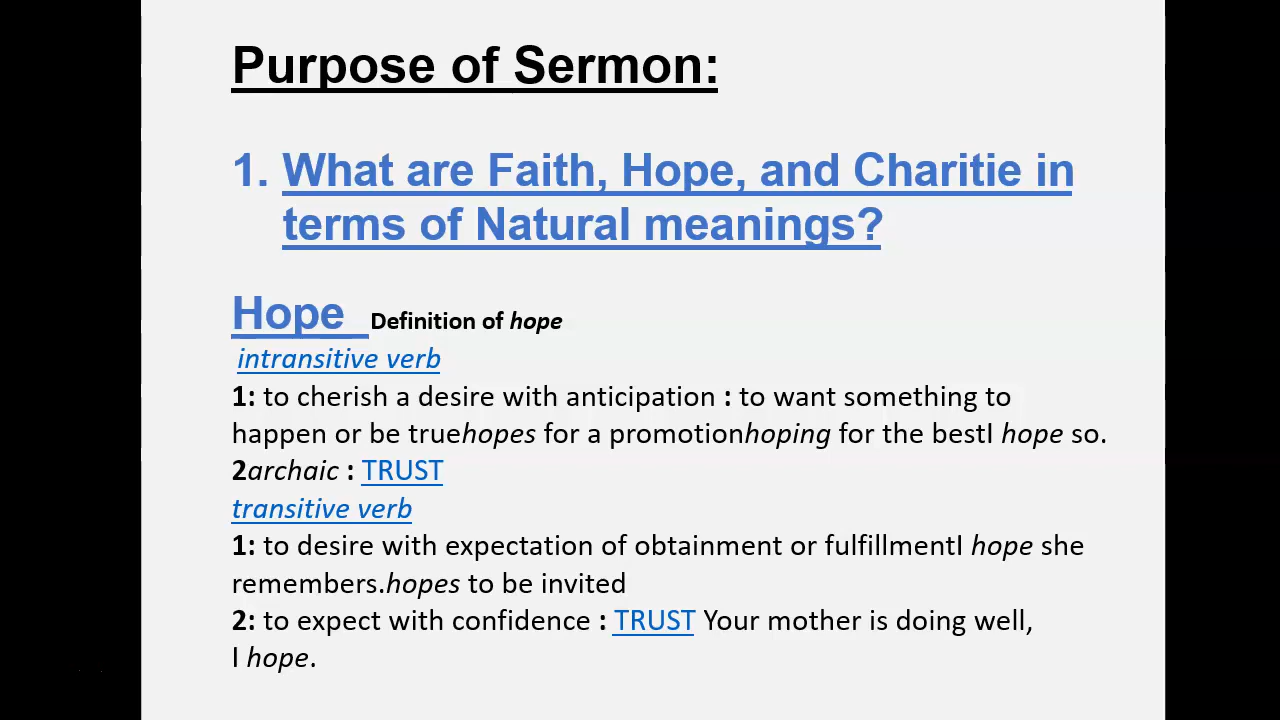 Purpose of Sermon:
1. What are Faith, Hope, and Charitie in
terms of Natural meanings?
Hope Definition of hope
intransitive verb
1: to cherish a desire with anticipation : to want something to
happen or be truehopes for a promotionhoping for the bestI hope so.
2archaic : TRUST
transitive verb
1: to desire with expectation of obtainment or fulfillmentI hope she
remembers.hopes to be invited
2: to expect with confidence : TRUST Your mother is doing well,
I hope.